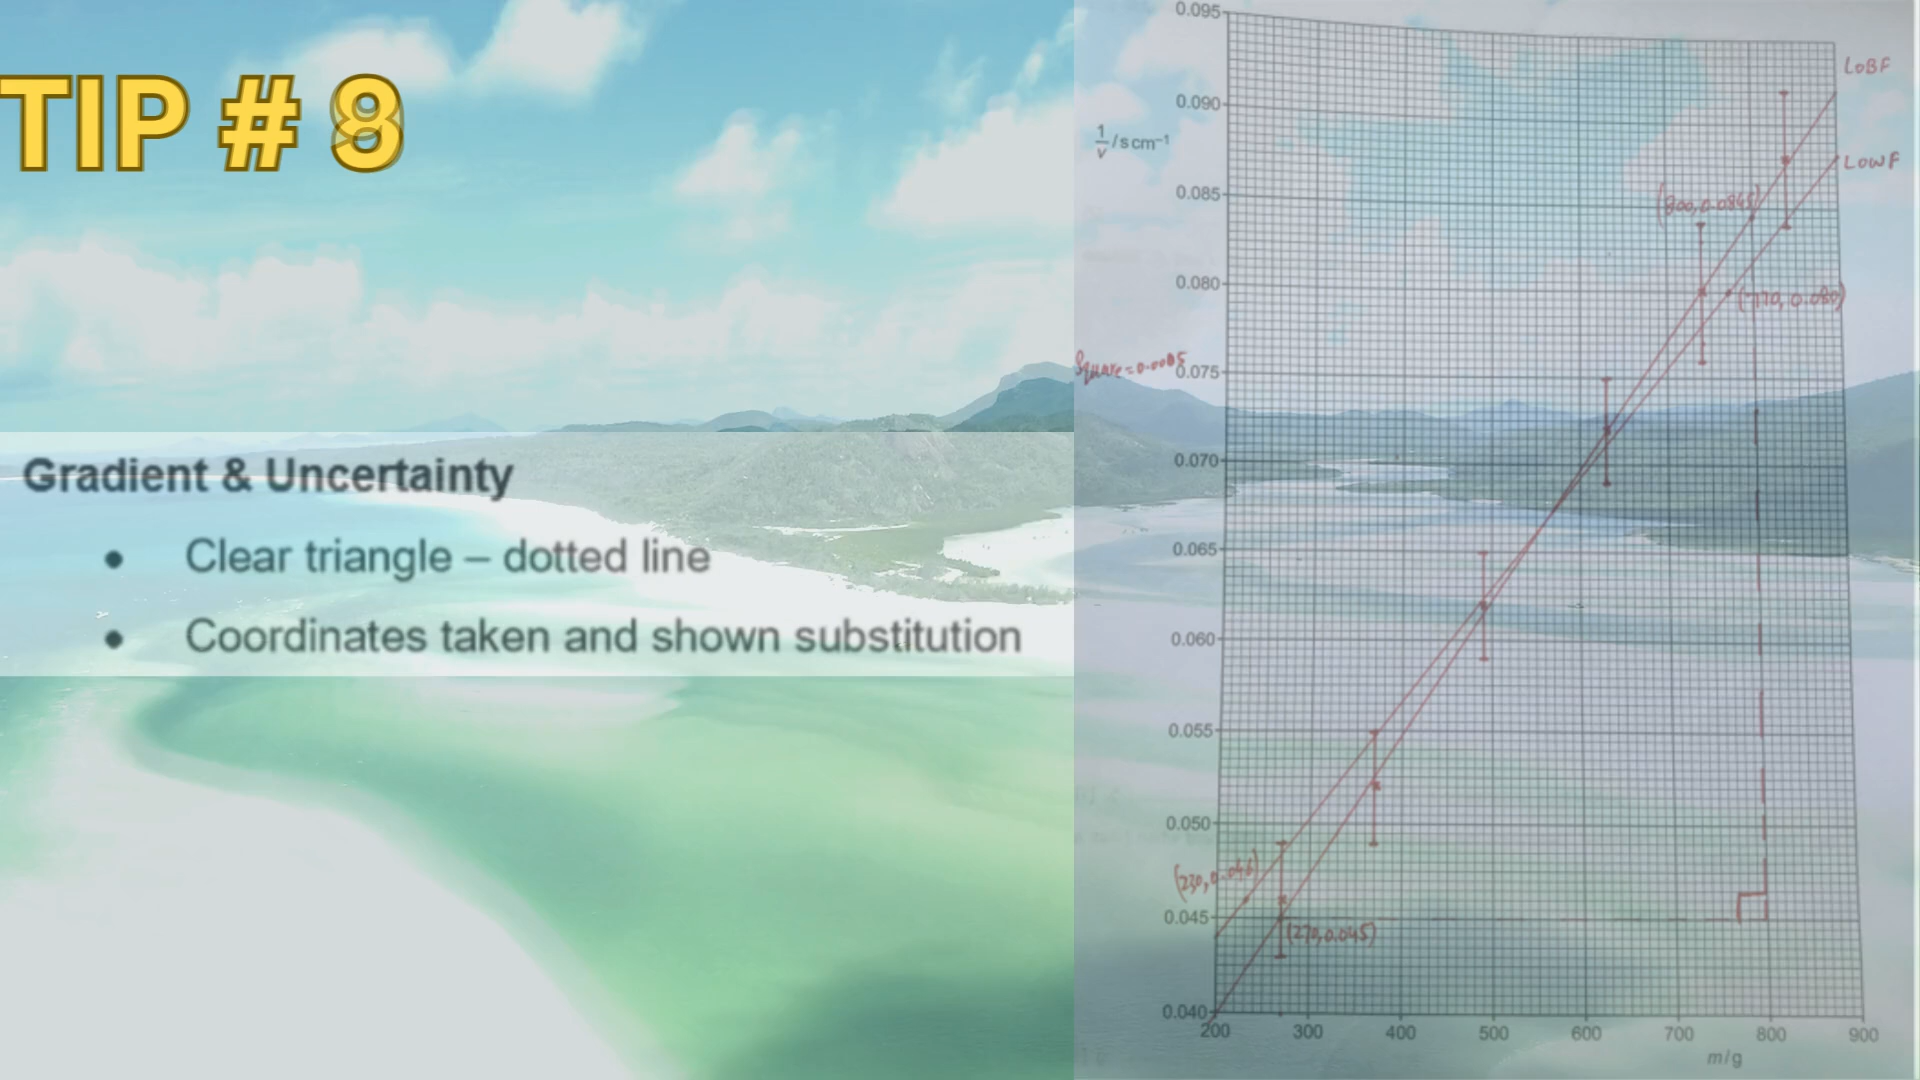 TIP # 8
Gradient & Uncertainty
• Clear triangle – dotted line
• Coordinates taken and shown substitution
0.095
LOBF
0.090
1/v /s cm⁻¹
LOWF
0.085
(800, 0.0845)
0.080
(770, 0.080)
Square = 0.0005
0.075
0.070
0.065
0.060
0.055
0.050
(230, 0.046)
0.045
(270, 0.045)
0.040
200 300 400 500 600 700 800 900
m/g